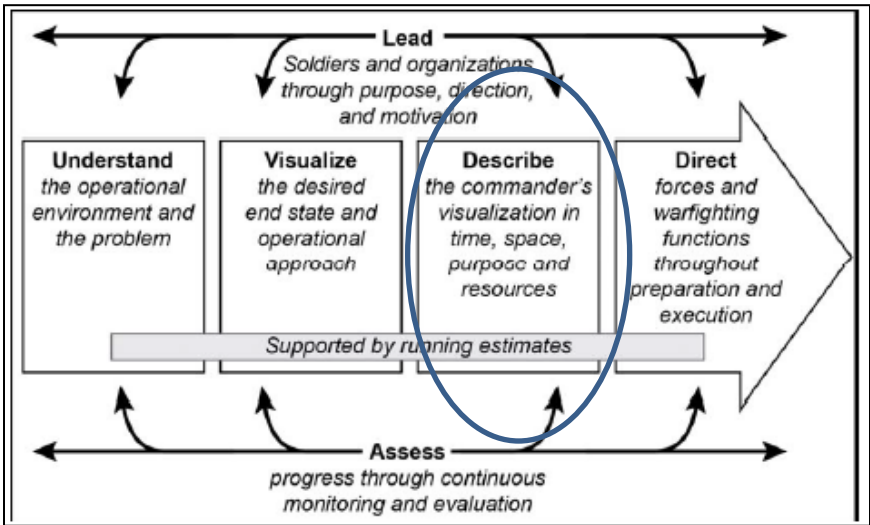 Lead
Soldiers and organizations
through purpose, direction,
and motivation
Understand
the operational
environment and
the problem
Visualize
the desired
end state and
operational
approach
Describe
the commander's
visualization in
time, space,
purpose and
resources
Direct
forces and
warfighting
functions
throughout
preparation and
execution
Supported by running estimates
Assess
progress through continuous
monitoring and evaluation